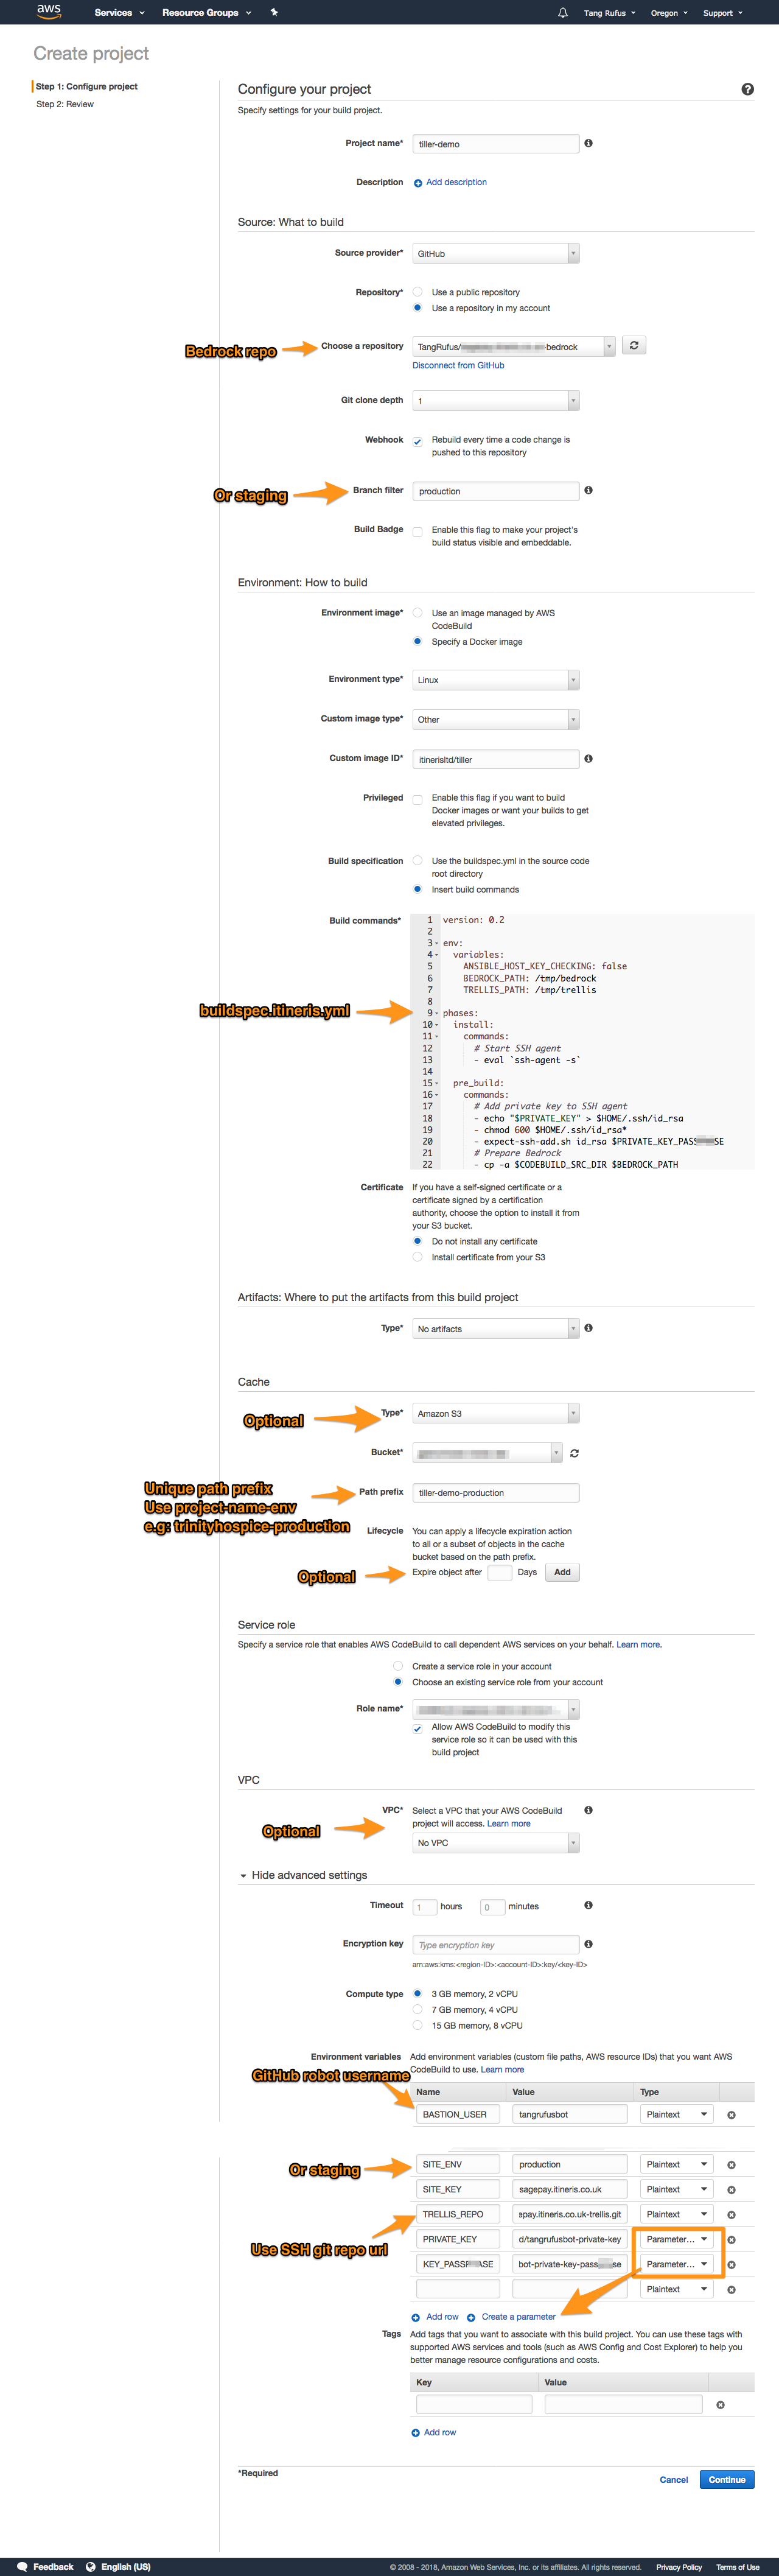 aws
Services
Resource Groups
Tang Rufus
Oregon
Support
Create project
Step 1: Configure project
Step 2: Review
Configure your project
Specify settings for your build project.
Project name*
tiller-demo
Description
Add description
Source: What to build
Source provider*
GitHub
Repository*
Use a public repository
Use a repository in my account
Bedrock repo
Choose a repository
TangRufus/
bedrock
Disconnect from GitHub
Git clone depth
1
Webhook
Rebuild every time a code change is
pushed to this repository
Or staging
Branch filter
production
Build Badge
Enable this flag to make your project's
build status visible and embeddable.
Environment: How to build
Environment image*
Use an image managed by AWS
CodeBuild
Specify a Docker image
Environment type*
Linux
Custom image type*
Other
Custom image ID*
itinerisltd/tiller
Privileged
Enable this flag if you want to build
Docker images or want your builds to get
elevated privileges.
Build specification
Use the buildspec.yml in the source code
root directory
Insert build commands
Build commands*
buildspec.itineris.yml
1 version: 0.2
2
3 env:
4 variables:
5 ANSIBLE_HOST_KEY_CHECKING: false
6 BEDROCK_PATH: /tmp/bedrock
7 TRELLIS_PATH: /tmp/trellis
8
9 phases:
10 install:
11 commands:
12 # Start SSH agent
13 - eval `ssh-agent -s`
14
15 pre_build:
16 commands:
17 # Add private key to SSH agent
18 - echo "$PRIVATE_KEY" > $HOME/.ssh/id_rsa
19 - chmod 600 $HOME/.ssh/id_rsa*
20 - expect-ssh-add.sh id_rsa $PRIVATE_KEY_PAS SE
21 # Prepare Bedrock
22 - cp -a $CODEBUILD_SRC_DIR $BEDROCK_PATH
Certificate
If you have a self-signed certificate or a
certificate signed by a certification
authority, choose the option to install it from
your S3 bucket.
Do not install any certificate
Install certificate from your S3
Artifacts: Where to put the artifacts from this build project
Type*
No artifacts
Cache
Optional
Type*
Amazon S3
Bucket*
Unique path prefix
Use project-name-env
e.g: trinityhospice-production
Path prefix
tiller-demo-production
Lifecycle
You can apply a lifecycle expiration action
to all or a subset of objects in the cache
bucket based on the path prefix.
Optional
Expire object after
Days
Add
Service role
Specify a service role that enables AWS CodeBuild to call dependent AWS services on your behalf. Learn more.
Create a service role in your account
Choose an existing service role from your account
Role name*
Allow AWS CodeBuild to modify this
service role so it can be used with this
build project
VPC
VPC*
Select a VPC that your AWS CodeBuild
project will access. Learn more
Optional
No VPC
Hide advanced settings
Timeout
1 hours 0 minutes
Encryption key
Type encryption key
arn:aws:kms:<region-ID>:<account-ID>:key/<key-ID>
Compute type
3 GB memory, 2 vCPU
7 GB memory, 4 vCPU
15 GB memory, 8 vCPU
Environment variables
Add environment variables (custom file paths, AWS resource IDs) that you want AWS
CodeBuild to use. Learn more
GitHub robot username
Name Value Type
BASTION_USER tangrufusbot Plaintext
Or staging
SITE_ENV production Plaintext
SITE_KEY sagepay.itineris.co.uk Plaintext
TRELLIS_REPO epay.itineris.co.uk-trellis.git Plaintext
Use SSH git repo url
PRIVATE_KEY d/tangrufusbot-private-key Parameter...
KEY_PASSP ASE bot-private-key-pass se Parameter...
Plaintext
Add row
Create a parameter
Tags
Add tags that you want to associate with this build project. You can use these tags with
supported AWS services and tools (such as AWS Config and Cost Explorer) to help you
better manage resource configurations and costs.
Key Value
Add row
*Required
Cancel
Continue
Feedback
English (US)
© 2008 - 2018, Amazon Web Services, Inc. or its affiliates. All rights reserved.
Privacy Policy
Terms of Use